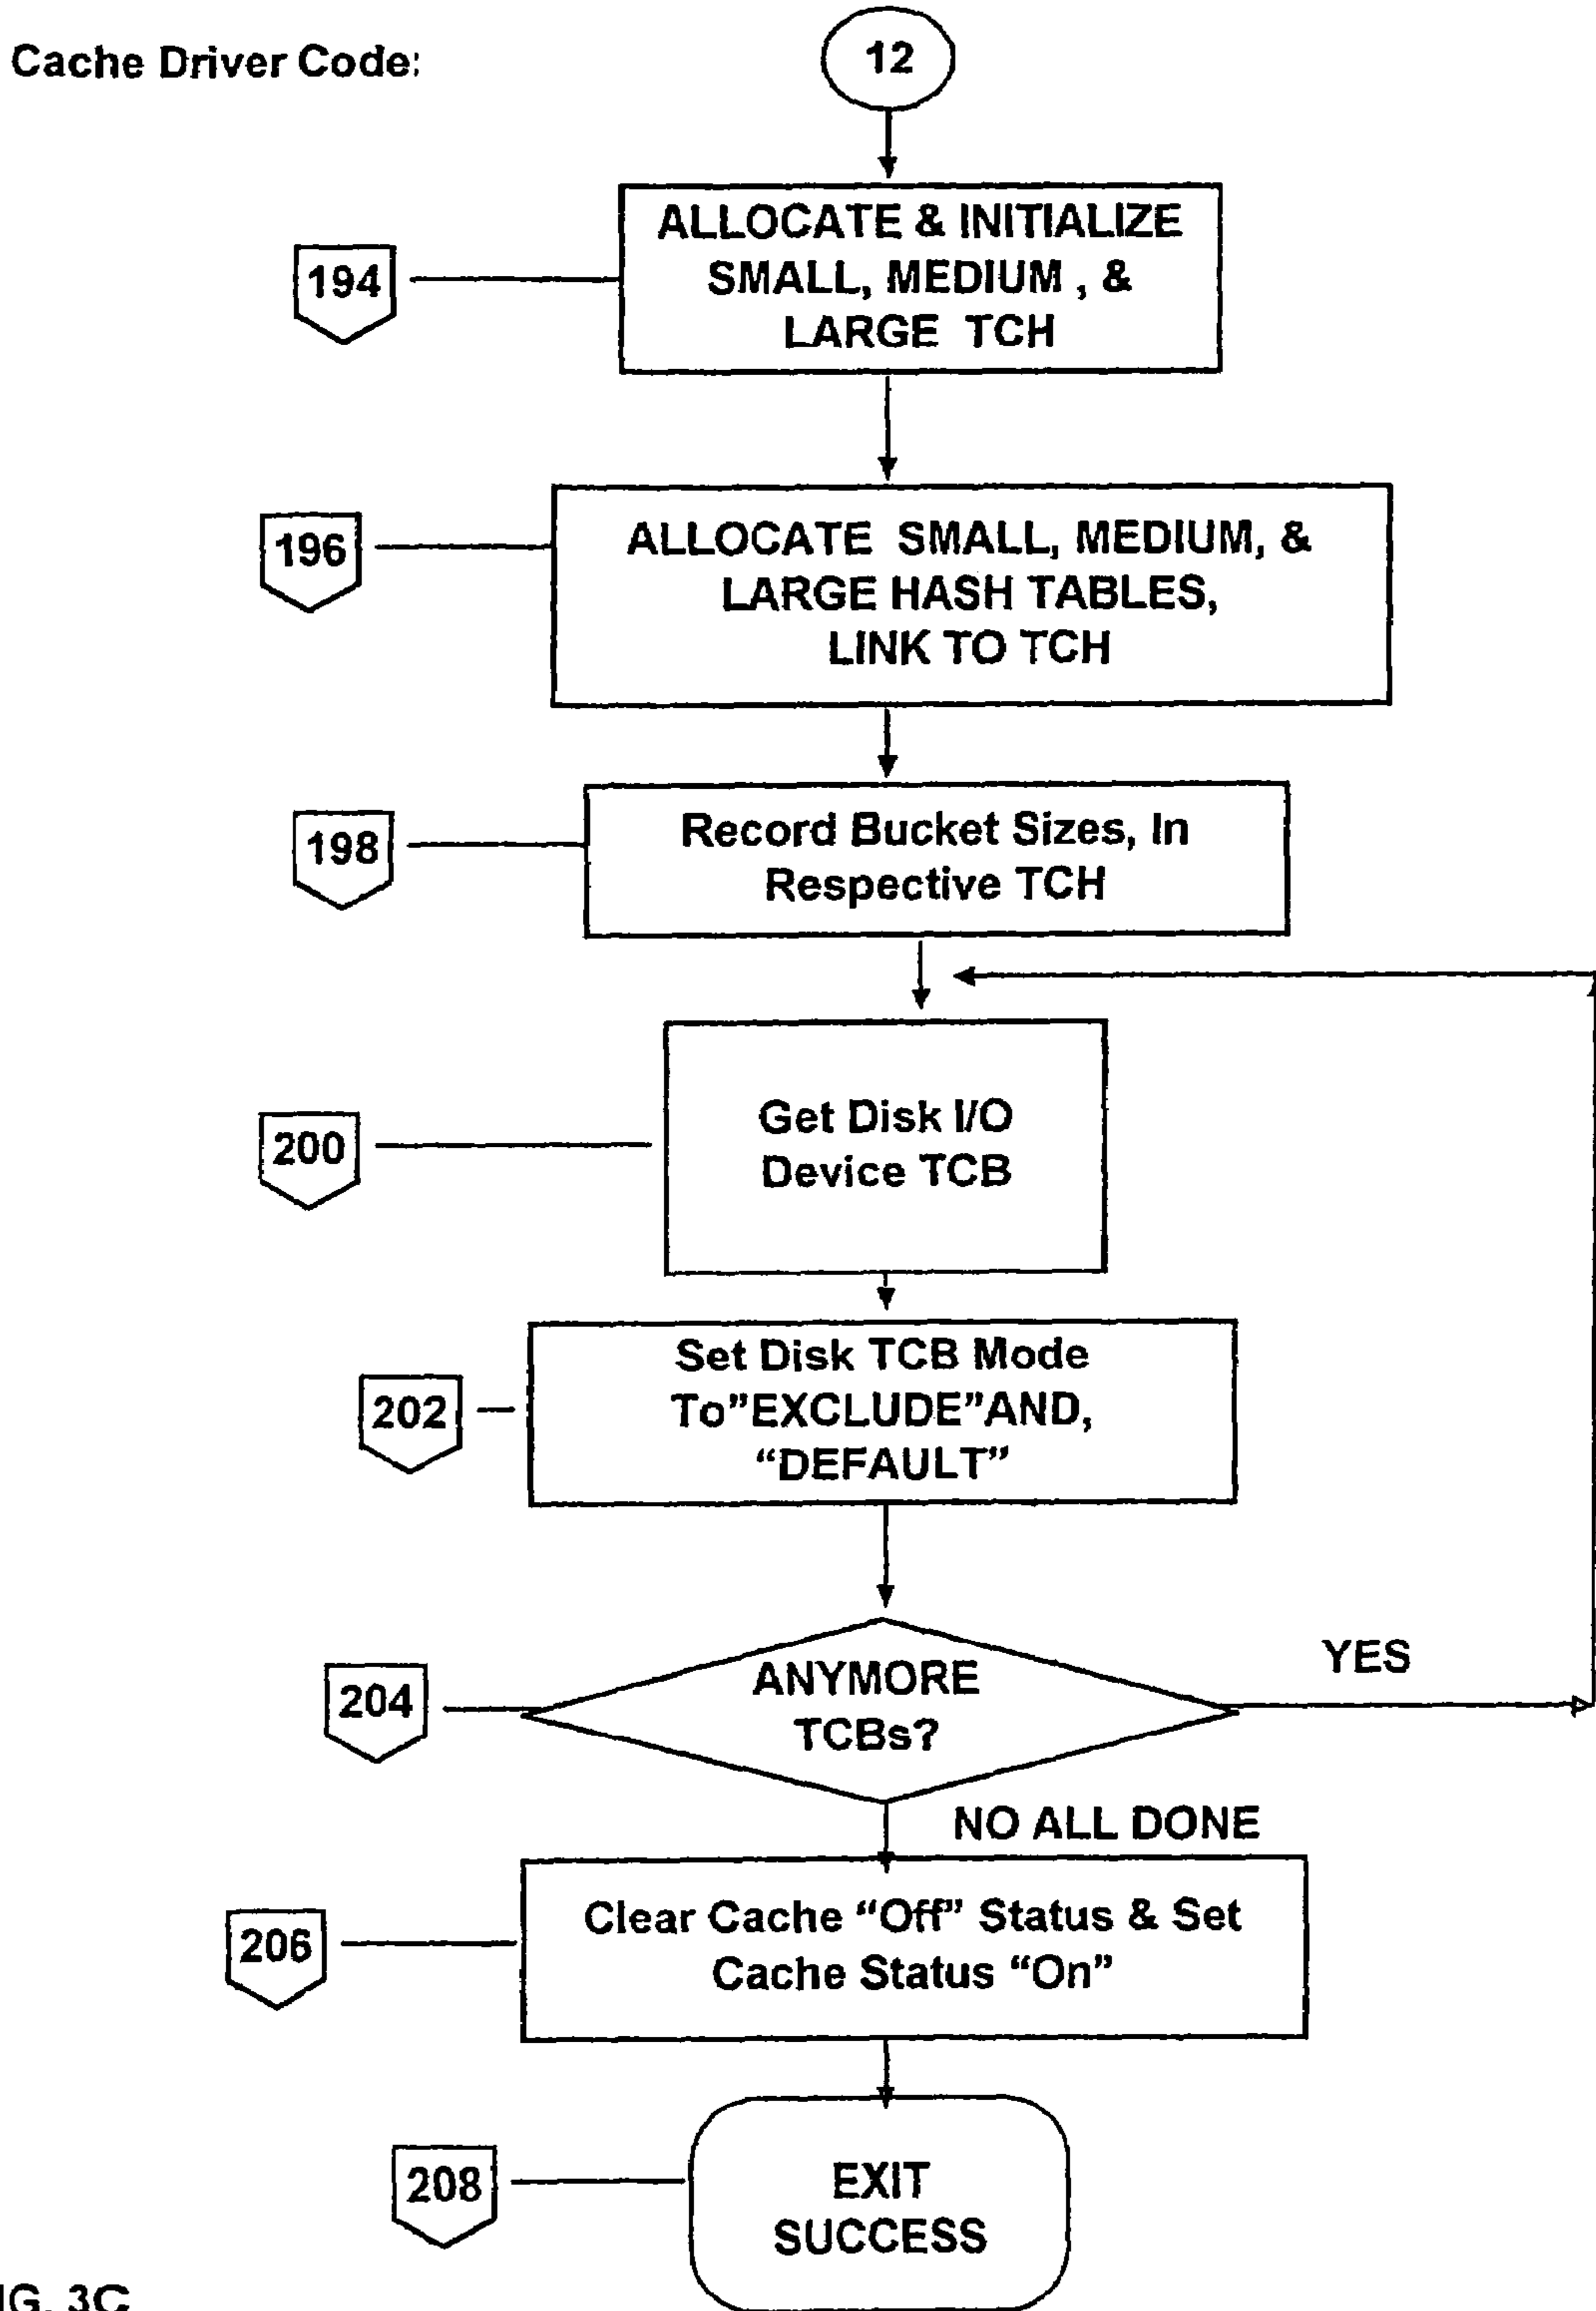 Cache Driver Code:
12
ALLOCATE & INITIALIZE
SMALL, MEDIUM , &
LARGE TCH
194
ALLOCATE SMALL, MEDIUM, &
LARGE HASH TABLES,
LINK TO TCH
196
Record Bucket Sizes, In
Respective TCH
198
Get Disk I/O
Device TCB
200
Set Disk TCB Mode
To”EXCLUDE”AND,
“DEFAULT”
202
ANYMORE
TCBs?
204
YES
NO ALL DONE
Clear Cache “Off” Status & Set
Cache Status “On”
206
EXIT
SUCCESS
208
IG. 3C